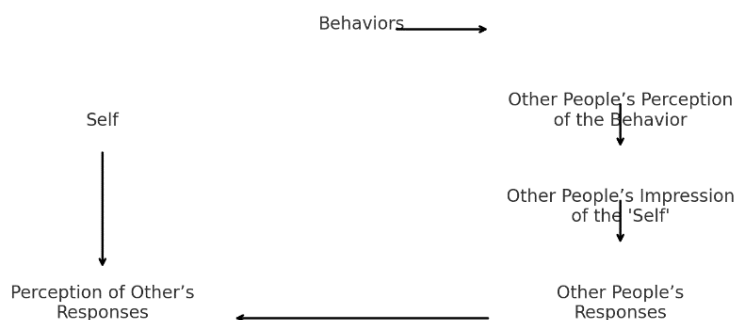 Behaviors
Other People’s Perception
of the Behavior
Self
Other People’s Impression
of the 'Self'
Perception of Other’s
Responses
Other People’s
Responses